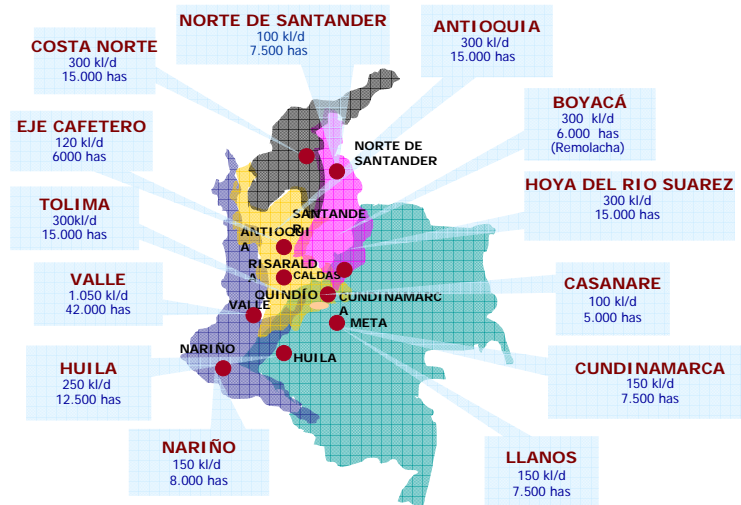 NORTE DE SANTANDER
100 kl/d
7.500 has
ANTIOQUIA
300 kl/d
15.000 has
COSTA NORTE
300 kl/d
15.000 has
BOYACÁ
300 kl/d
6.000 has
(Remolacha)
EJE CAFETERO
120 kl/d
6000 has
HOYA DEL RIO SUAREZ
300 kl/d
15.000 has
TOLIMA
300kl/d
15.000 has
VALLE
1.050 kl/d
42.000 has
CASANARE
100 kl/d
5.000 has
HUILA
250 kl/d
12.500 has
CUNDINAMARCA
150 kl/d
7.500 has
NARIÑO
150 kl/d
8.000 has
LLANOS
150 kl/d
7.500 has
NORTE DE
SANTANDER
SANTANDE
R
ANTIOQUI
A
RISARALD
A
CALDAS
QUINDÍO
CUNDINAMARC
A
VALLE
META
NARIÑO
HUILA